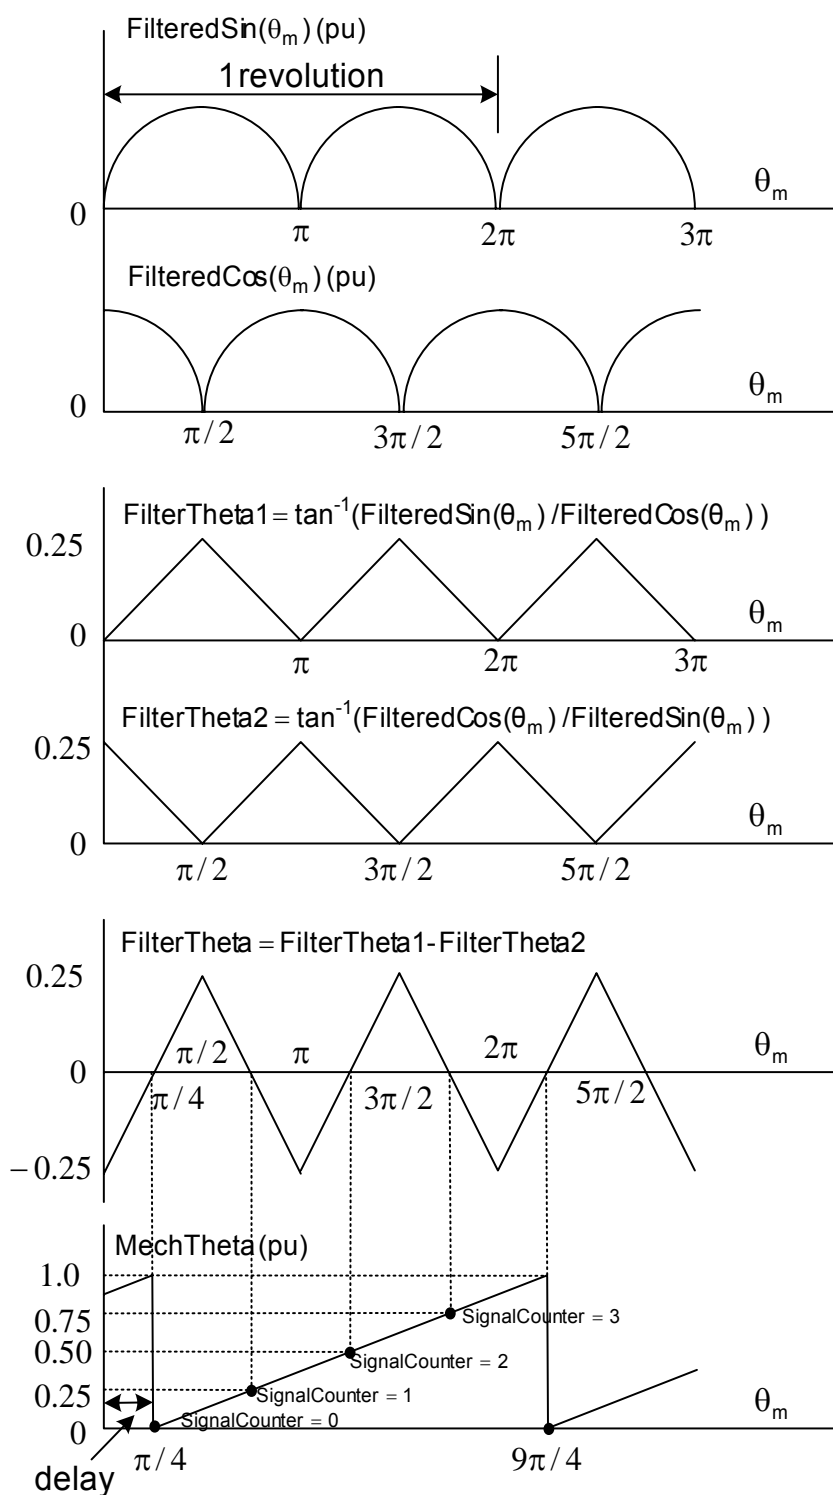 FilteredSin(θm)(pu)
1revolution
θm
0
π
2π
3π
FilteredCos(θm)(pu)
θm
0
π/2
3π/2
5π/2
FilterTheta1=tan-1(FilteredSin(θm)/FilteredCos(θm))
0.25
θm
0
π
2π
3π
FilterTheta2=tan-1(FilteredCos(θm)/FilteredSin(θm))
0.25
θm
0
π/2
3π/2
5π/2
FilterTheta=FilterTheta1-FilterTheta2
0.25
π/2
π
2π
θm
0
π/4
3π/2
5π/2
−0.25
MechTheta(pu)
1.0
0.75
SignalCounter = 3
0.50
SignalCounter = 2
0.25
SignalCounter = 1
SignalCounter = 0
θm
0
delay
π/4
9π/4